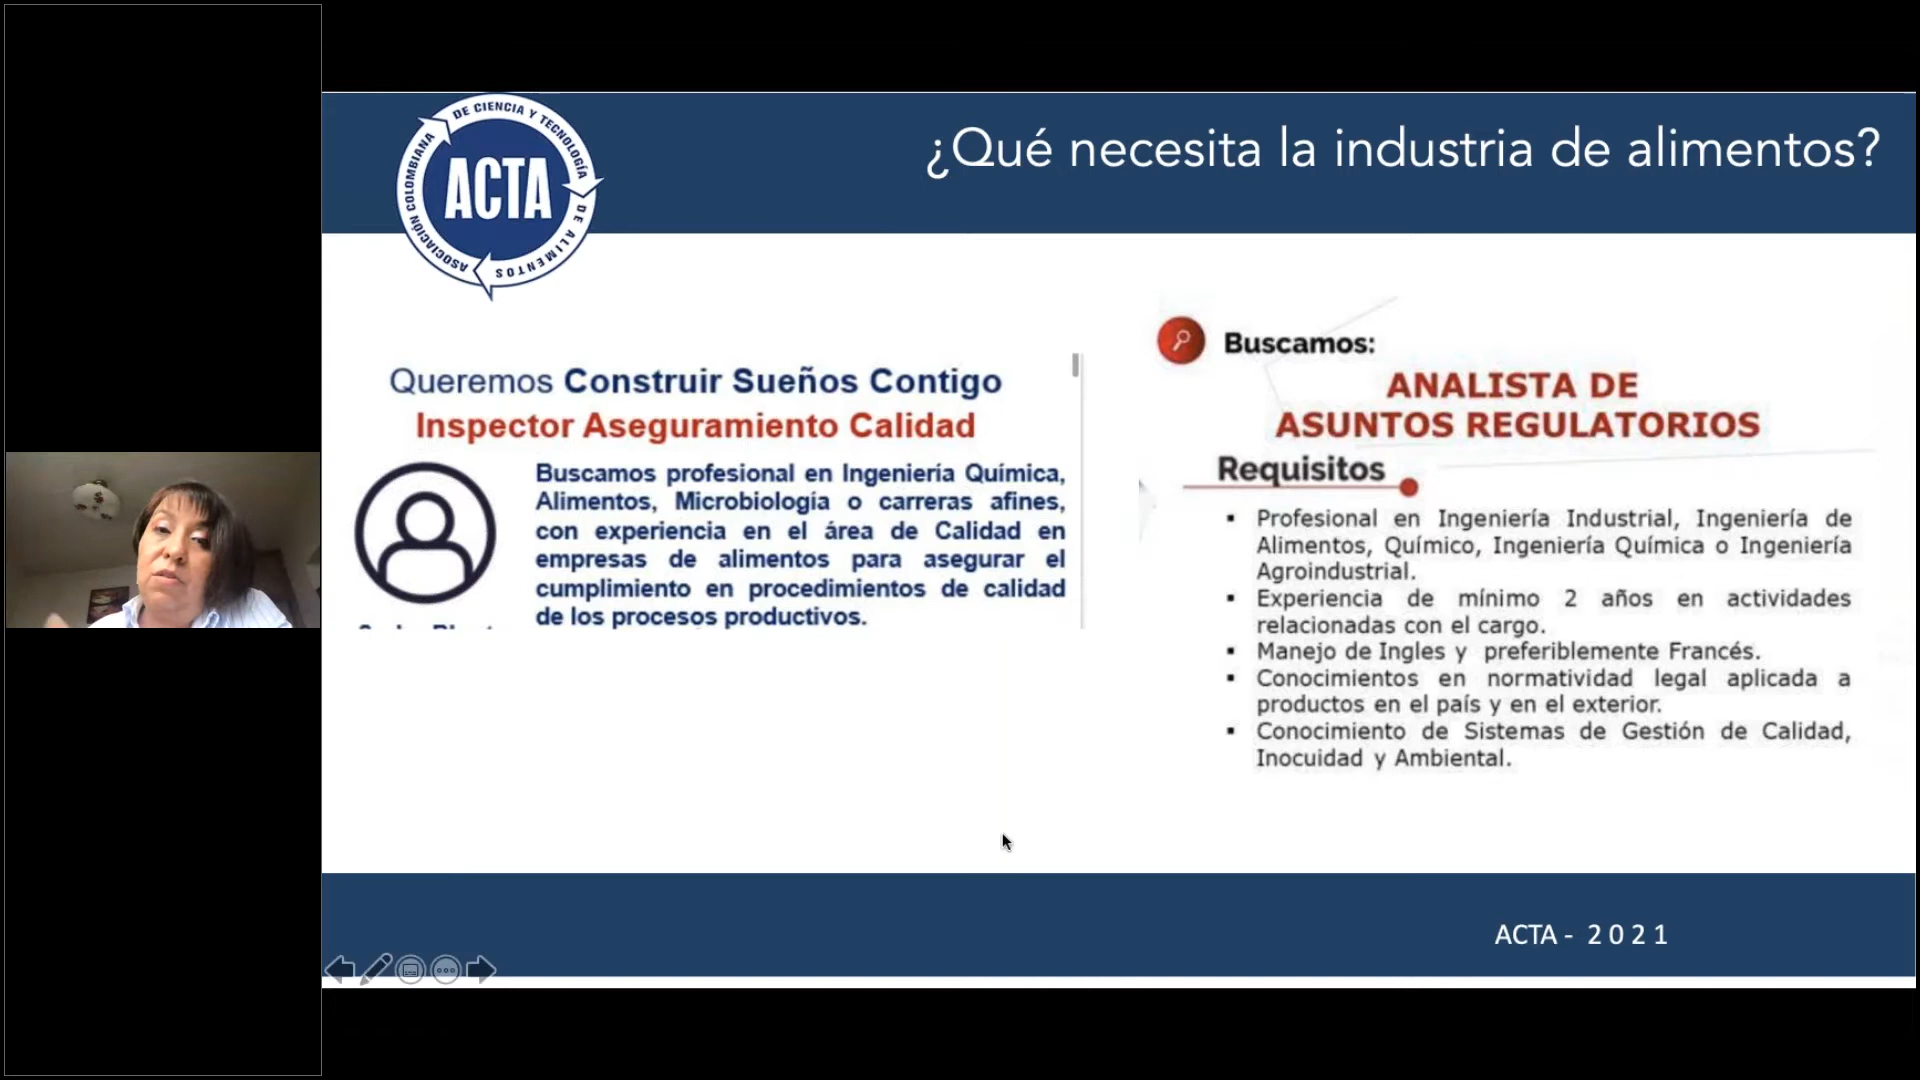 ASOCIACIÓN COLOMBIANA DE CIENCIA Y TECNOLOGÍA DE ALIMENTOS
ACTA
¿Qué necesita la industria de alimentos?
Queremos Construir Sueños Contigo
Inspector Aseguramiento Calidad
Buscamos profesional en Ingeniería Química,
Alimentos, Microbiología o carreras afines,
con experiencia en el área de Calidad en
empresas de alimentos para asegurar el
cumplimiento en procedimientos de calidad
de los procesos productivos.
Buscamos:
ANALISTA DE
ASUNTOS REGULATORIOS
Requisitos
▪ Profesional en Ingeniería Industrial, Ingeniería de
Alimentos, Químico, Ingeniería Química o Ingeniería
Agroindustrial.
▪ Experiencia de mínimo 2 años en actividades
relacionadas con el cargo.
▪ Manejo de Ingles y preferiblemente Francés.
▪ Conocimientos en normatividad legal aplicada a
productos en el país y en el exterior.
▪ Conocimiento de Sistemas de Gestión de Calidad,
Inocuidad y Ambiental.
ACTA - 2021